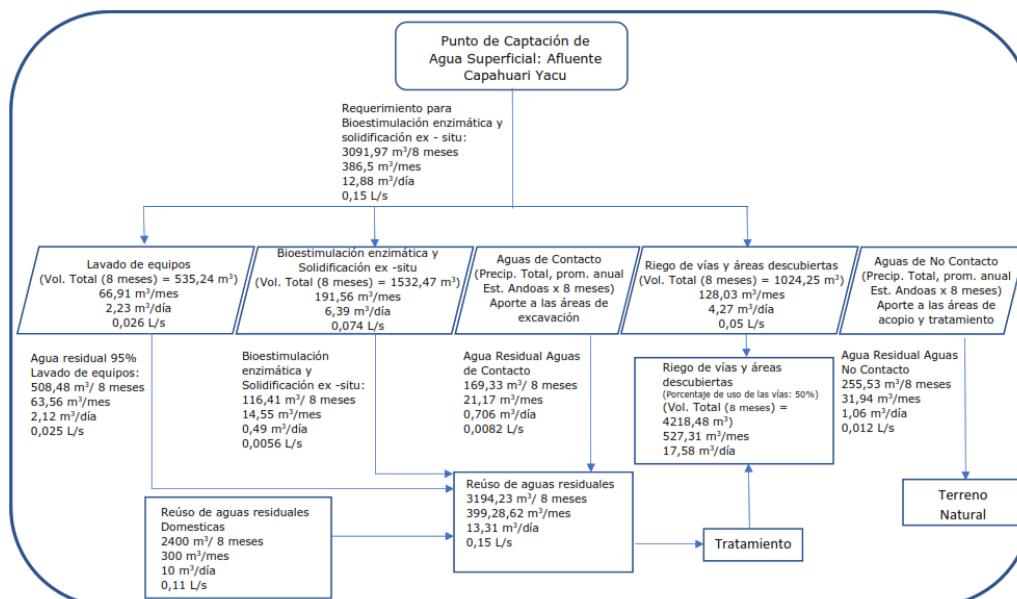 Punto de Captación de
Agua Superficial: Afluente
Capahuari Yacu
Requerimiento para
Bioestimulación enzimática y
solidificación ex - situ:
3091,97 m³/8 meses
386,5 m³/mes
12,88 m³/día
0,15 L/s
Lavado de equipos
(Vol. Total (8 meses) = 535,24 m³)
66,91 m³/mes
2,23 m³/día
0,026 L/s
Bioestimulación enzimática y
Solidificación ex -situ
(Vol. Total (8 meses) = 1532,47 m³)
191,56 m³/mes
6,39 m³/día
0,074 L/s
Aguas de Contacto
(Precip. Total, prom. anual
Est. Andoas x 8 meses)
Aporte a las áreas de
excavación
Riego de vías y áreas descubiertas
(Vol. Total (8 meses) = 1024,25 m³)
128,03 m³/mes
4,27 m³/día
0,05 L/s
Aguas de No Contacto
(Precip. Total, prom. anual
Est. Andoas x 8 meses)
Aporte a las áreas de
acopio y tratamiento
Agua residual 95%
Lavado de equipos:
508,48 m³/ 8 meses
63,56 m³/mes
2,12 m³/día
0,025 L/s
Bioestimulación
enzimática y
Solidificación ex -situ:
116,41 m³/ 8 meses
14,55 m³/mes
0,49 m³/día
0,0056 L/s
Agua Residual Aguas
de Contacto
169,33 m³/ 8 meses
21,17 m³/mes
0,706 m³/día
0,0082 L/s
Riego de vías y áreas
descubiertas
(Porcentaje de uso de las vías: 50%)
(Vol. Total (8 meses) =
4218,48 m³)
527,31 m³/mes
17,58 m³/día
Agua Residual Aguas
No Contacto
255,53 m³/8 meses
31,94 m³/mes
1,06 m³/día
0,012 L/s
Reúso de aguas residuales
Domesticas
2400 m³/ 8 meses
300 m³/mes
10 m³/día
0,11 L/s
Reúso de aguas residuales
3194,23 m³/ 8 meses
399,28,62 m³/mes
13,31 m³/día
0,15 L/s
Tratamiento
Terreno
Natural